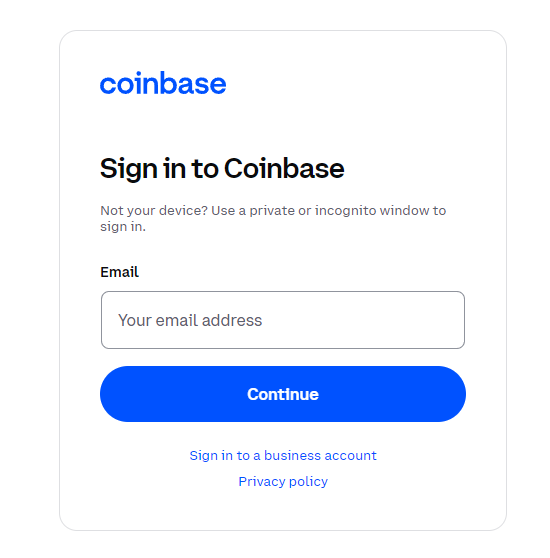 coinbase
Sign in to Coinbase
Not your device? Use a private or incognito window to
sign in.
Email
Your email address
Continue
Sign in to a business account
Privacy policy